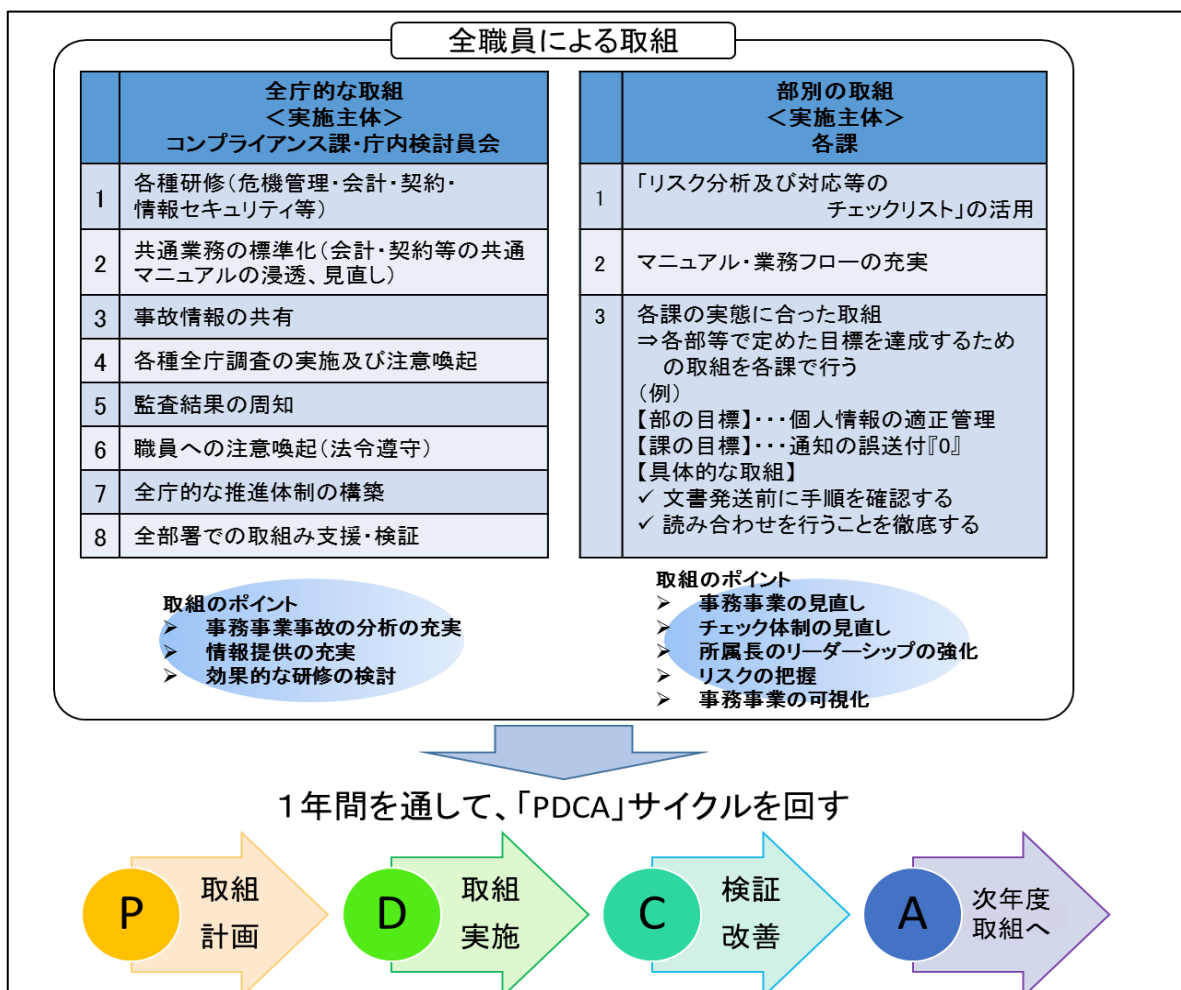 全職員による取組
全庁的な取組
<実施主体>
コンプライアンス課・庁内検討員会
1 各種研修(危機管理・会計・契約・
情報セキュリティ等)
2 共通業務の標準化(会計・契約等の共通
マニュアルの浸透、見直し)
3 事故情報の共有
4 各種全庁調査の実施及び注意喚起
5 監査結果の周知
6 職員への注意喚起(法令遵守)
7 全庁的な推進体制の構築
8 全部署での取組み支援・検証
取組のポイント
➢ 事務事業事故の分析の充実
➢ 情報提供の充実
➢ 効果的な研修の検討
部別の取組
<実施主体>
各課
1 「リスク分析及び対応等の
チェックリスト」の活用
2 マニュアル・業務フローの充実
3 各課の実態に合った取組
⇒各部等で定めた目標を達成するため
の取組を各課で行う
(例)
【部の目標】・・・個人情報の適正管理
【課の目標】・・・通知の誤送付『0』
【具体的な取組】
✓ 文書発送前に手順を確認する
✓ 読み合わせを行うことを徹底する
取組のポイント
➢ 事務事業の見直し
➢ チェック体制の見直し
➢ 所属長のリーダーシップの強化
➢ リスクの把握
➢ 事務事業の可視化
1年間を通して、「PDCA」サイクルを回す
P
取組
計画
D
取組
実施
C
検証
改善
A
次年度
取組へ